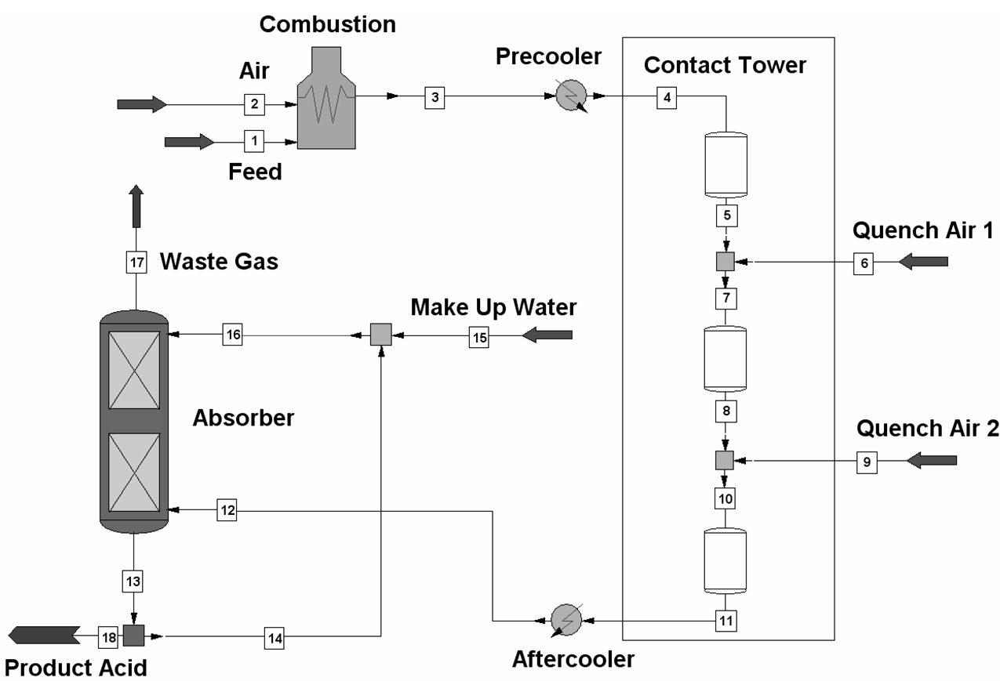 Combustion
Air
2
1
Feed
3
Precooler
4
Contact Tower
5
Quench Air 1
6
7
17
Waste Gas
Make Up Water
16
15
8
Absorber
Quench Air 2
9
10
12
13
11
18
14
Product Acid
Aftercooler